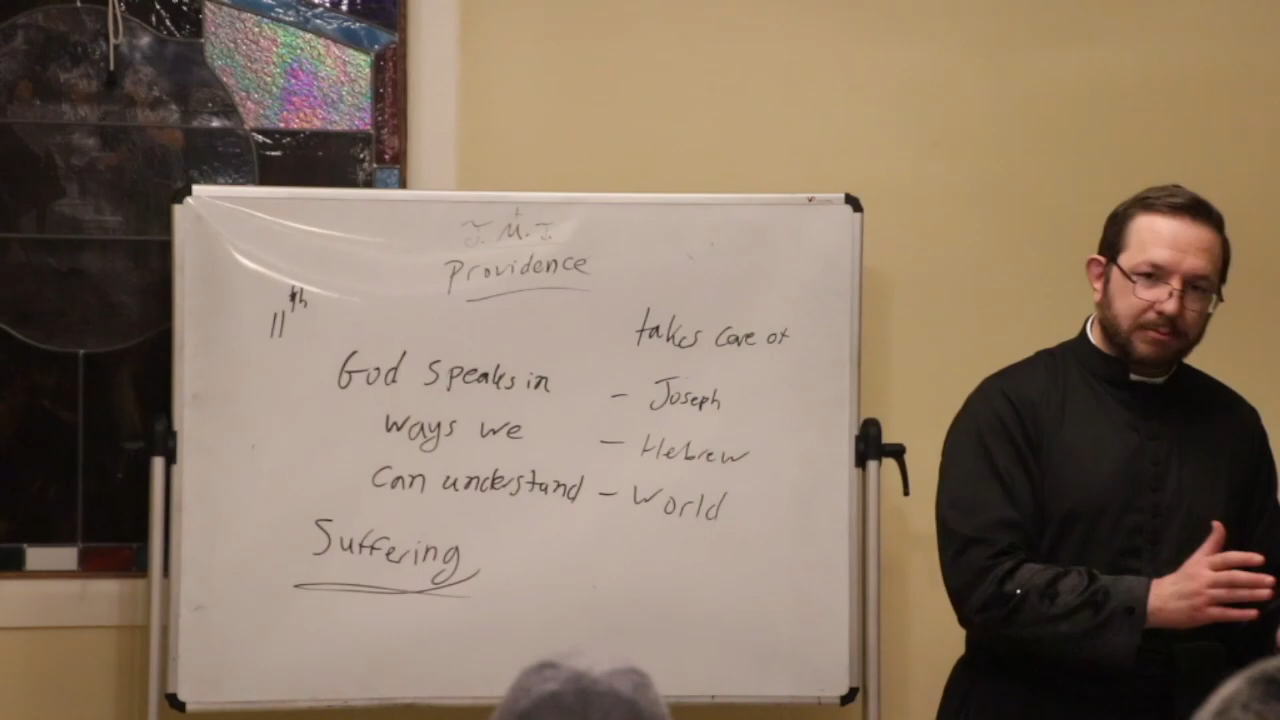 J. M. J.
Providence
11th
takes care of
God speaks in
- Joseph
ways we
- Hebrew
can understand
- World
Suffering